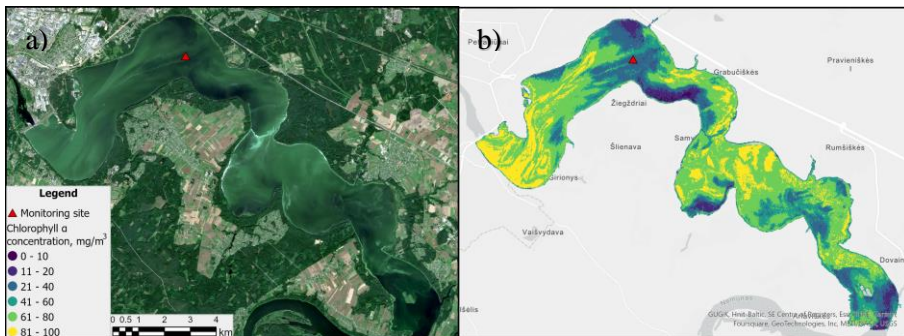 a)
Legend
Monitoring site
Chlorophyll a
concentration, mg/m³
0 - 10
11 - 20
21 - 40
41 - 60
61 - 80
81 - 100
0 0.5 1 2 3 4
km
b)
Grabučiškės
Pravieniškės
I
Žiegždriai
Šlienava
Rumšiškės
Girionys
Vaišvydava
Dovain